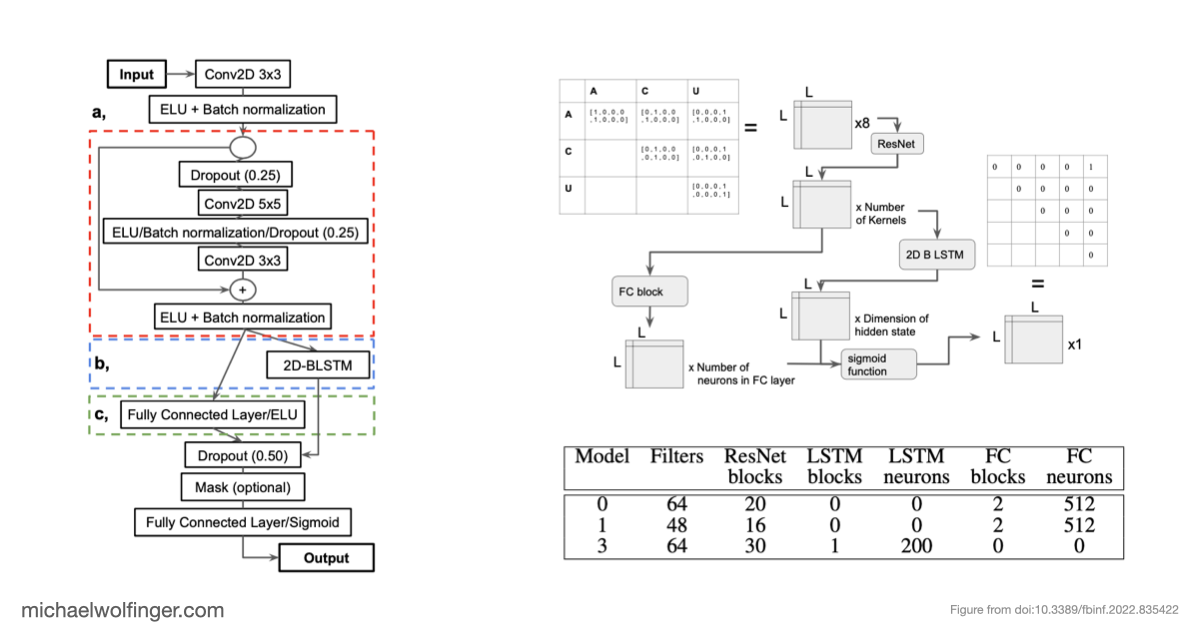 Input
Conv2D 3x3
a,
ELU + Batch normalization
Dropout (0.25)
Conv2D 5x5
ELU/Batch normalization/Dropout (0.25)
Conv2D 3x3
+
ELU + Batch normalization
b,
2D-BLSTM
c,
Fully Connected Layer/ELU
Dropout (0.50)
Mask (optional)
Fully Connected Layer/Sigmoid
Output
A C U
A [1,0,0,0 [0,1,0,0 [0,0,0,1
,1,0,0,0] ,1,0,0,0] ,1,0,0,0]
C [0,1,0,0 [0,0,0,1
,0,1,0,0] ,0,1,0,0]
U [0,0,0,1
,0,0,0,1]
=
L
L
x8
ResNet
L
L
x Number
of Kernels
2D B LSTM
FC block
L
L
x Number of
neurons in FC layer
L
L
x Dimension of
hidden state
sigmoid
function
0 0 0 0 1
0 0 0 0
0 0 0
0 0
0
=
L
L
x1
Model Filters ResNet LSTM LSTM FC FC
blocks blocks neurons blocks neurons
0 64 20 0 0 2 512
1 48 16 0 0 2 512
3 64 30 1 200 0 0
michaelwolfinger.com
Figure from doi:10.3389/fbinf.2022.835422